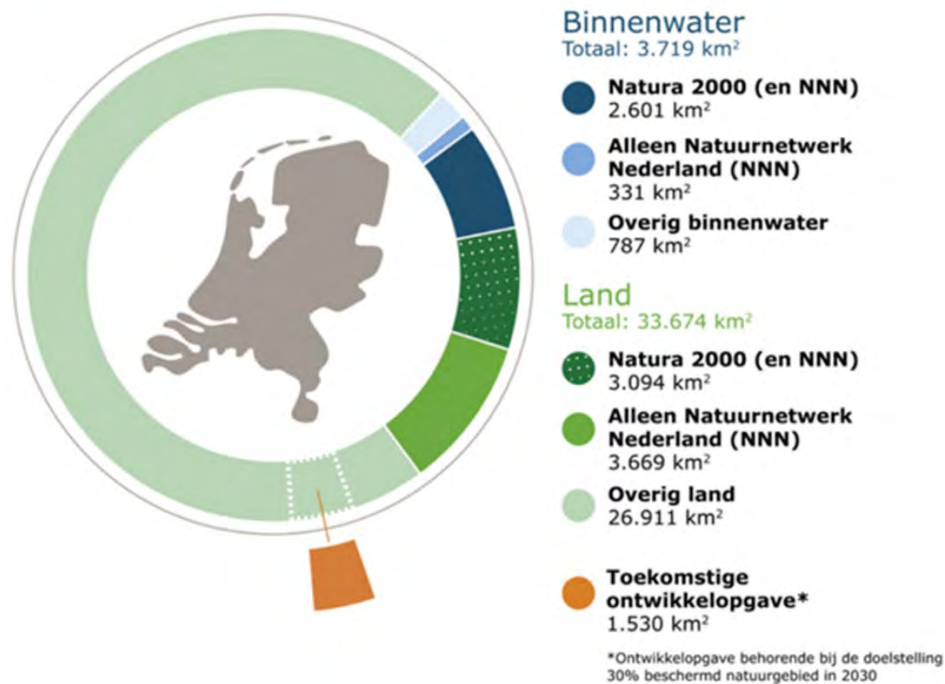 Binnenwater
Totaal: 3.719 km²
Natura 2000 (en NNN)
2.601 km²
Alleen Natuurnetwerk
Nederland (NNN)
331 km²
Overig binnenwater
787 km²
Land
Totaal: 33.674 km²
Natura 2000 (en NNN)
3.094 km²
Alleen Natuurnetwerk
Nederland (NNN)
3.669 km²
Overig land
26.911 km²
Toekomstige
ontwikkelopgave*
1.530 km²
*Ontwikkelopgave behorende bij de doelstelling
30% beschermd natuurgebied in 2030